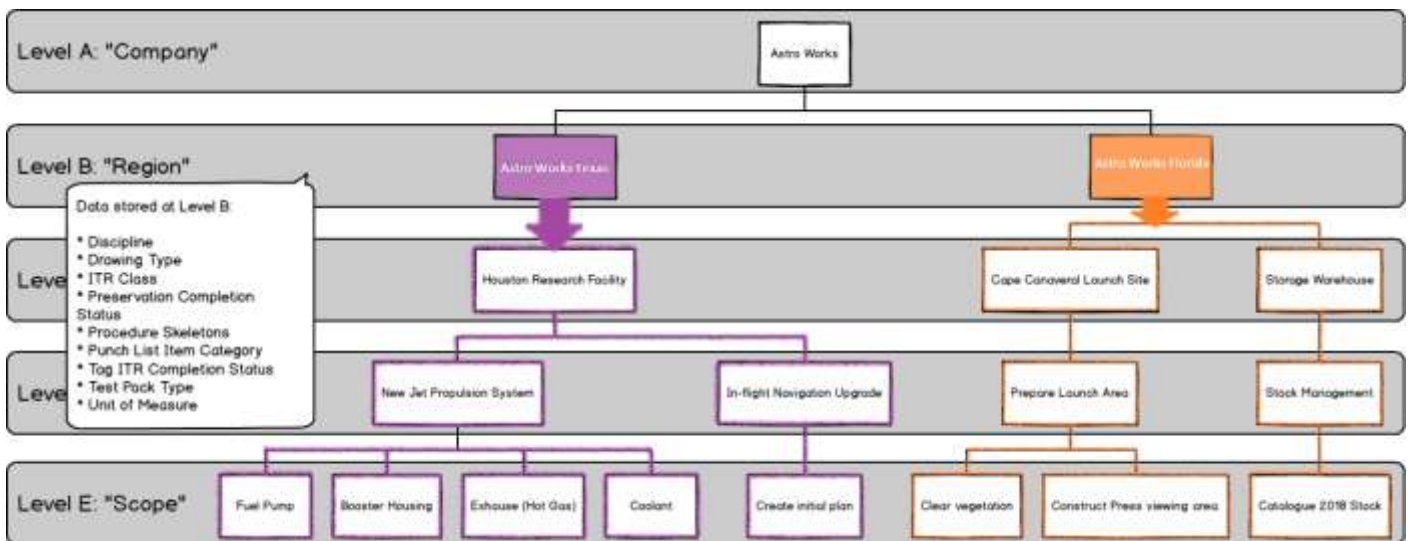 Level A: "Company"
Astro Works
Level B: "Region"
Astro Works Texas
Astro Works Florida
Data stored at Level B:
* Discipline
* Drawing Type
* ITR Class
* Preservation Completion
Status
* Procedure Skeletons
* Punch List Item Category
* Tag ITR Completion Status
* Test Pack Type
* Unit of Measure
Leve
Houston Research Facility
Cape Canaveral Launch Site
Storage Warehouse
Leve
New Jet Propulsion System
In-flight Navigation Upgrade
Prepare Launch Area
Stock Management
Level E: "Scope"
Fuel Pump
Booster Housing
Exhouse (Hot Gas)
Coolant
Create initial plan
Clear vegetation
Construct Press viewing area
Catalogue 2018 Stock